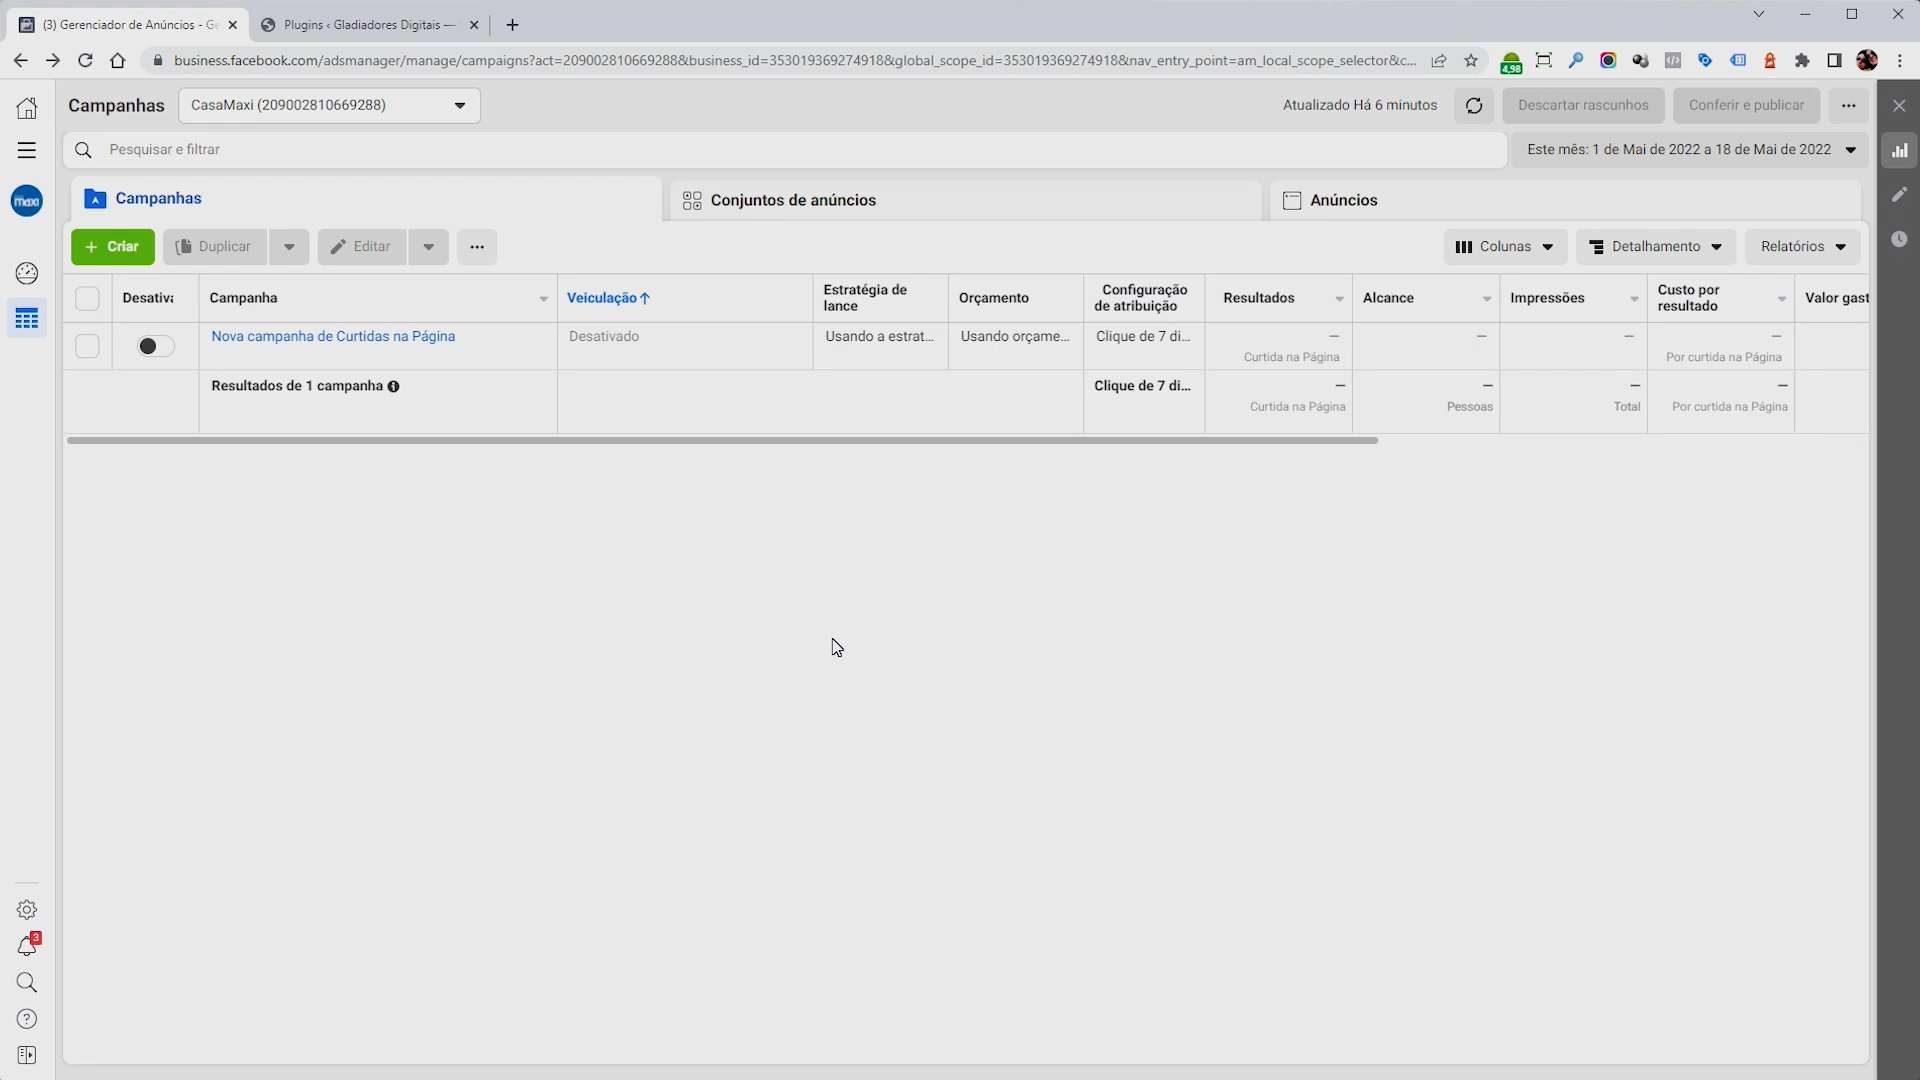 (3) Gerenciador de Anúncios - Ge
Plugins ‹ Gladiadores Digitais —
business.facebook.com/adsmanager/manage/campaigns?act=209002810669288&business_id=353019369274918&global_scope_id=353019369274918&nav_entry_point=am_local_scope_selector&c...
4,98
Campanhas
CasaMaxi (209002810669288)
Atualizado Há 6 minutos
Descartar rascunhos
Conferir e publicar
Pesquisar e filtrar
Este mês: 1 de Mai de 2022 a 18 de Mai de 2022
maxi
Campanhas
Conjuntos de anúncios
Anúncios
+ Criar
Duplicar
Editar
Colunas
Detalhamento
Relatórios
Desativa
Campanha
Veiculação↑
Estratégia de
lance
Orçamento
Configuração
de atribuição
Resultados
Alcance
Impressões
Custo por
resultado
Valor gast
Nova campanha de Curtidas na Página
Desativado
Usando a estrat...
Usando orçame...
Clique de 7 di...
—
Curtida na Página
—
—
—
Por curtida na Página
Resultados de 1 campanha
Clique de 7 di...
—
Curtida na Página
—
Pessoas
—
Total
—
Por curtida na Página
3